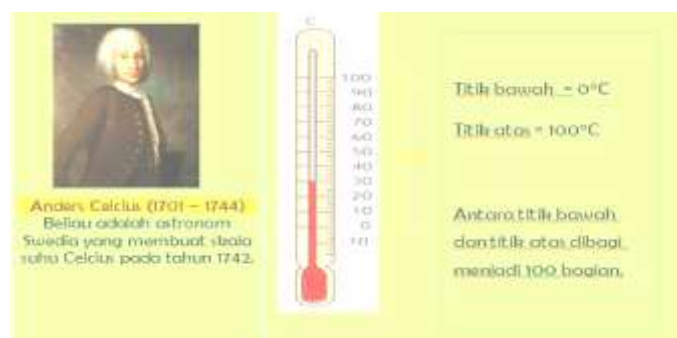 Anders Celcius (1701 – 1744)
Beliau adalah astronom
Swedia yang membuat skala
suhu Celcius pada tahun 1742.
C
100
90
80
70
60
50
40
30
20
10
0
10
Titik bawah = 0°C
Titik atas = 100°C
Antara titik bawah
dan titik atas dibagi
menjadi 100 bagian.